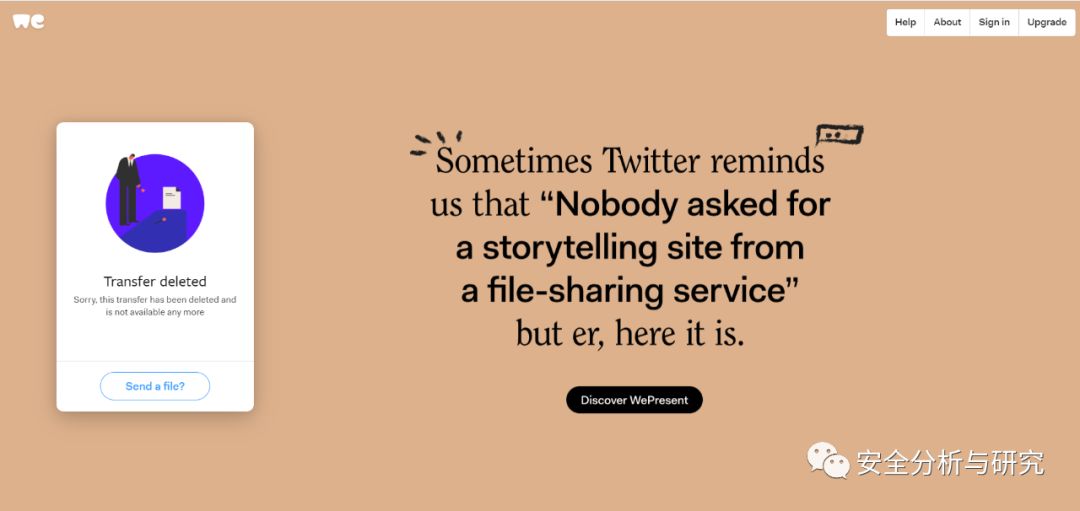 we
Help
About
Sign in
Upgrade
Transfer deleted
Sorry, this transfer has been deleted and
is not available any more
Send a file?
Sometimes Twitter reminds
us that “Nobody asked for
a storytelling site from
a file-sharing service”
but er, here it is.
Discover WePresent
安全分析与研究